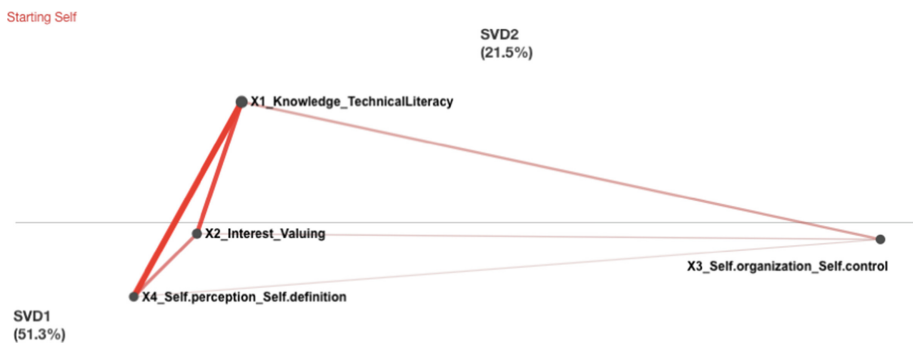 Starting Self
SVD2
(21.5%)
X1_Knowledge_TechnicalLiteracy
X2_Interest_Valuing
X3_Self.organization_Self.control
X4_Self.perception_Self.definition
SVD1
(51.3%)